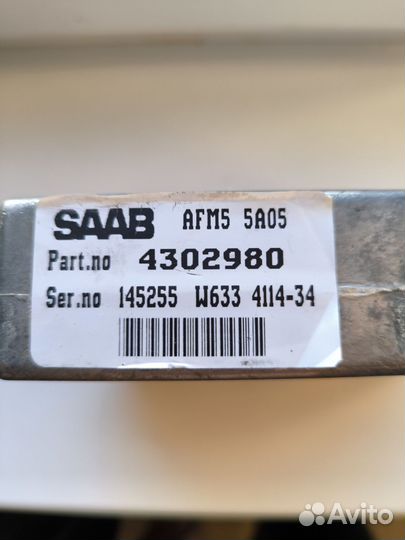 SAAB AFM5 5A05
Part.no 4302980
Ser.no 145255 W633 4114-34
Avito